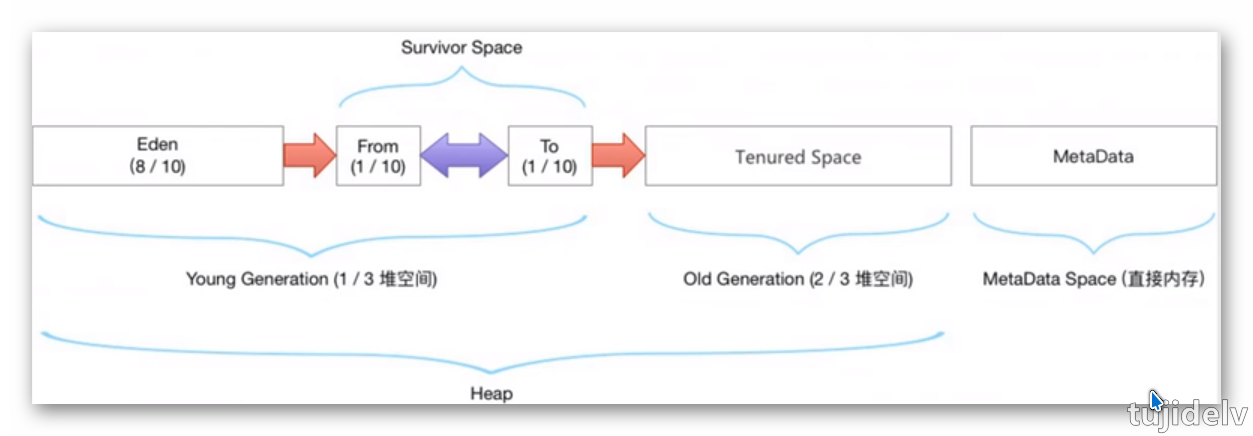 Survivor Space
Eden
(8 / 10)
From
(1 / 10)
To
(1 / 10)
Tenured Space
MetaData
Young Generation (1 / 3 堆空间)
Old Generation (2 / 3 堆空间)
MetaData Space (直接内存)
Heap
tujidelv